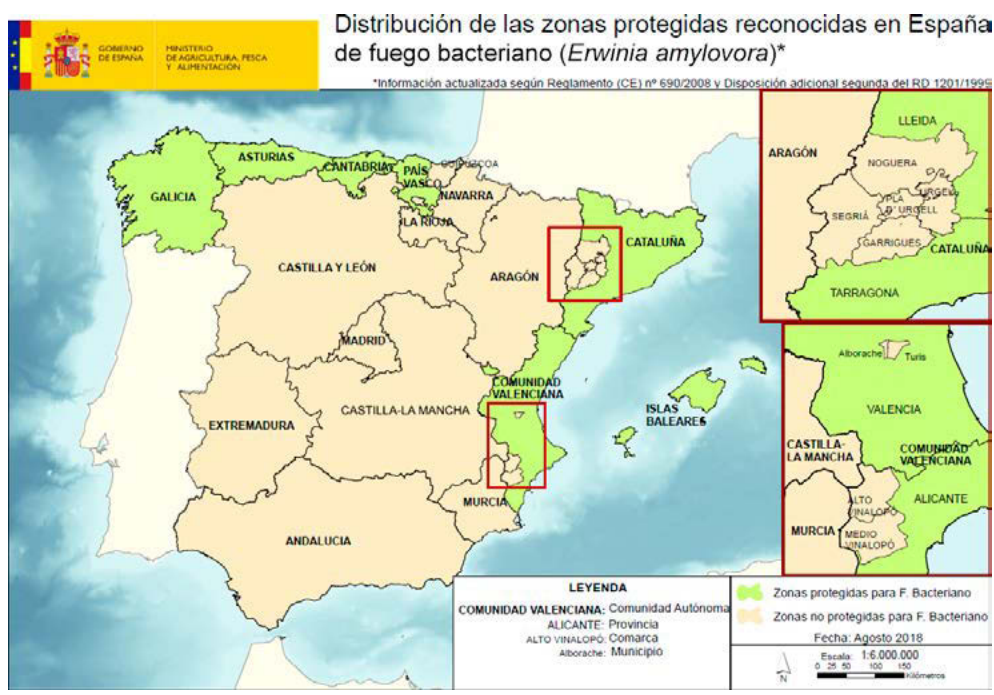 GOBIERNO
DE ESPAÑA
MINISTERIO
DE AGRICULTURA, PESCA
Y ALIMENTACIÓN
Distribución de las zonas protegidas reconocidas en España
de fuego bacteriano (Erwinia amylovora)*
*Información actualizada según Reglamento (CE) nº 690/2008 y Disposición adicional segunda del RD 1201/1999
GALICIA
ASTURIAS
CANTABRIA
PAÍS
VASCO
GUIPUZCOA
NAVARRA
LA RIOJA
CASTILLA Y LEÓN
ARAGÓN
CATALUÑA
MADRID
COMUNIDAD
VALENCIANA
CASTILLA-LA MANCHA
EXTREMADURA
ISLAS
BALEARES
MURCIA
ANDALUCIA
LLEIDA
ARAGÓN
NOGUERA
URGELL
PLA
D' URGELL
SEGRIÁ
GARRIGUES
CATALUÑA
TARRAGONA
Alborache
Turis
VALENCIA
CASTILLA-
LA MANCHA
COMUNIDAD
VALENCIANA
ALTO
VINALOPÓ
ALICANTE
MURCIA
MEDIO
VINALOPÓ
LEYENDA
COMUNIDAD VALENCIANA: Comunidad Autónoma
ALICANTE: Provincia
ALTO VINALOPÓ: Comarca
Alborache: Municipio
Zonas protegidas para F. Bacteriano
Zonas no protegidas para F. Bacteriano
Fecha: Agosto 2018
Escala: 1:6.000.000
0 25 50 100 150
Kilómetros
N